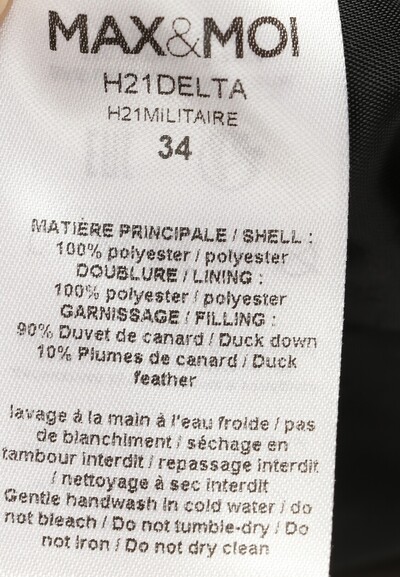 MAX&MOI
H21DELTA
H21MILITAIRE
34
MATIÈRE PRINCIPALE / SHELL :
100% polyester / polyester
DOUBLURE / LINING :
100% polyester / polyester
GARNISSAGE / FILLING :
90% Duvet de canard / Duck down
10% Plumes de canard / Duck
feather
lavage à la main à l'eau froide / pas
de blanchiment / séchage en
tambour interdit / repassage interdit
/ nettoyage à sec interdit
Gentle handwash in cold water / do
not bleach / Do not tumble-dry / Do
not iron / Do not dry clean